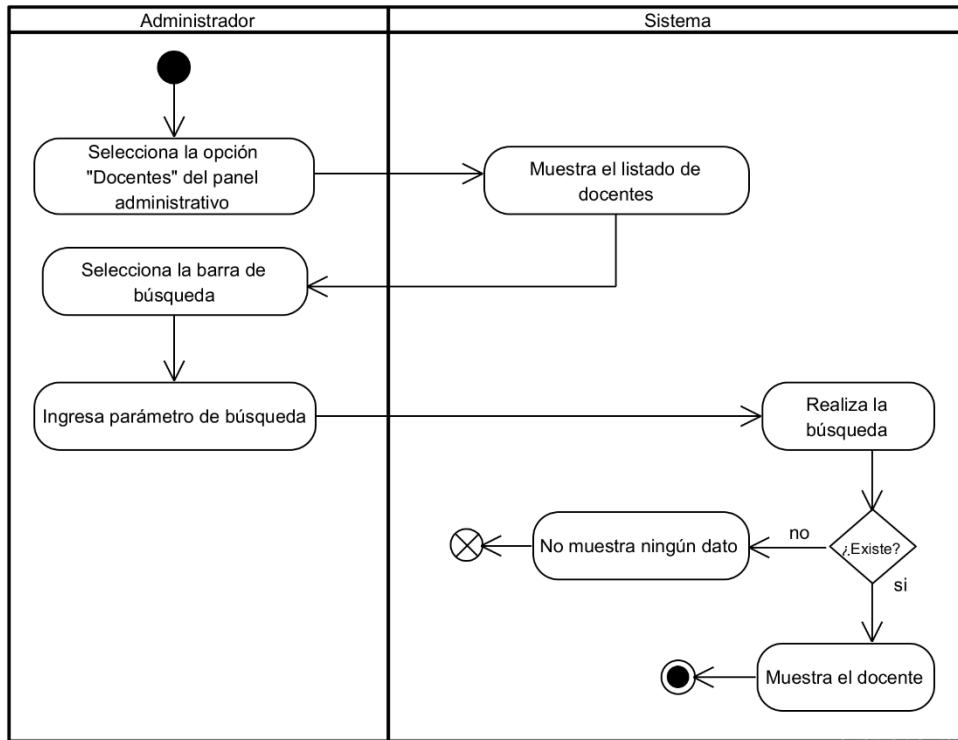 Administrador
Sistema
Selecciona la opción
"Docentes" del panel
administrativo
Muestra el listado de
docentes
Selecciona la barra de
búsqueda
Ingresa parámetro de búsqueda
Realiza la
búsqueda
¿Existe?
no
No muestra ningún dato
si
Muestra el docente